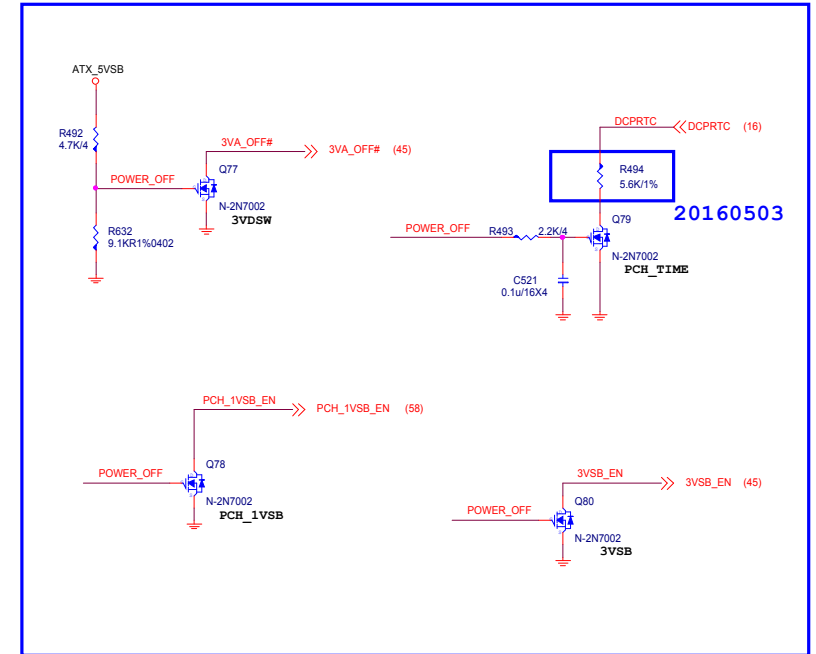 ATX_5VSB
R492
4.7K/4
POWER_OFF
R632
9.1KR1%0402
3VA_OFF#
3VA_OFF# (45)
Q77
N-2N7002
3VDSW
DCPRTC
DCPRTC (16)
R494
5.6K/1%
20160503
POWER_OFF
R493
2.2K/4
Q79
N-2N7002
PCH_TIME
C521
0.1u/16X4
PCH_1VSB_EN
PCH_1VSB_EN (58)
POWER_OFF
Q78
N-2N7002
PCH_1VSB
3VSB_EN
3VSB_EN (45)
POWER_OFF
Q80
N-2N7002
3VSB